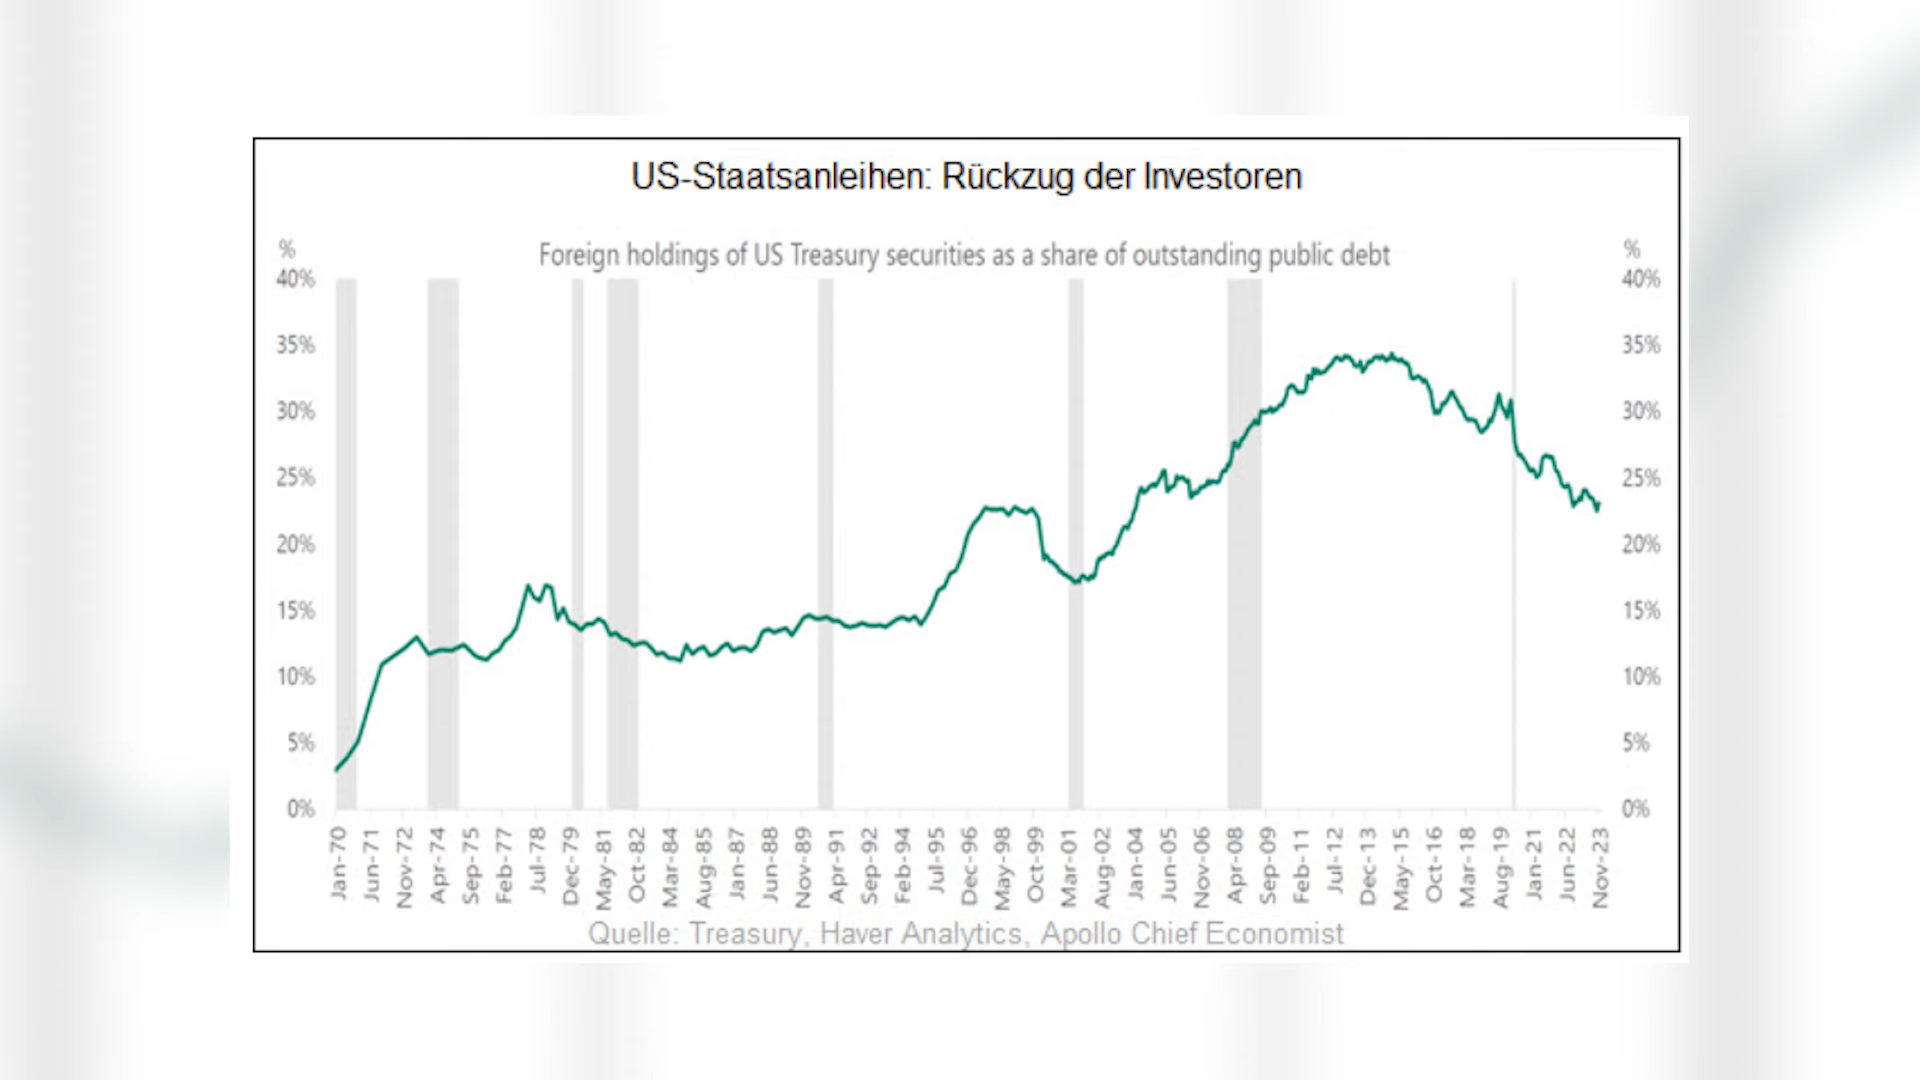 US-Staatsanleihen: Rückzug der Investoren
% Foreign holdings of US Treasury securities as a share of outstanding public debt %
40% 40%
35% 35%
30% 30%
25% 25%
20% 20%
15% 15%
10% 10%
5% 5%
0% 0%
Jan-70 Jun-71 Nov-72 Apr-74 Sep-75 Feb-77 Jul-78 Dec-79 May-81 Oct-82 Mar-84 Aug-85 Jan-87 Jun-88 Nov-89 Apr-91 Sep-92 Feb-94 Jul-95 Dec-96 May-98 Oct-99 Mar-01 Aug-02 Jan-04 Jun-05 Nov-06 Apr-08 Sep-09 Feb-11 Jul-12 Dec-13 May-15 Oct-16 Mar-18 Aug-19 Jan-21 Jun-22 Nov-23
Quelle: Treasury, Haver Analytics, Apollo Chief Economist